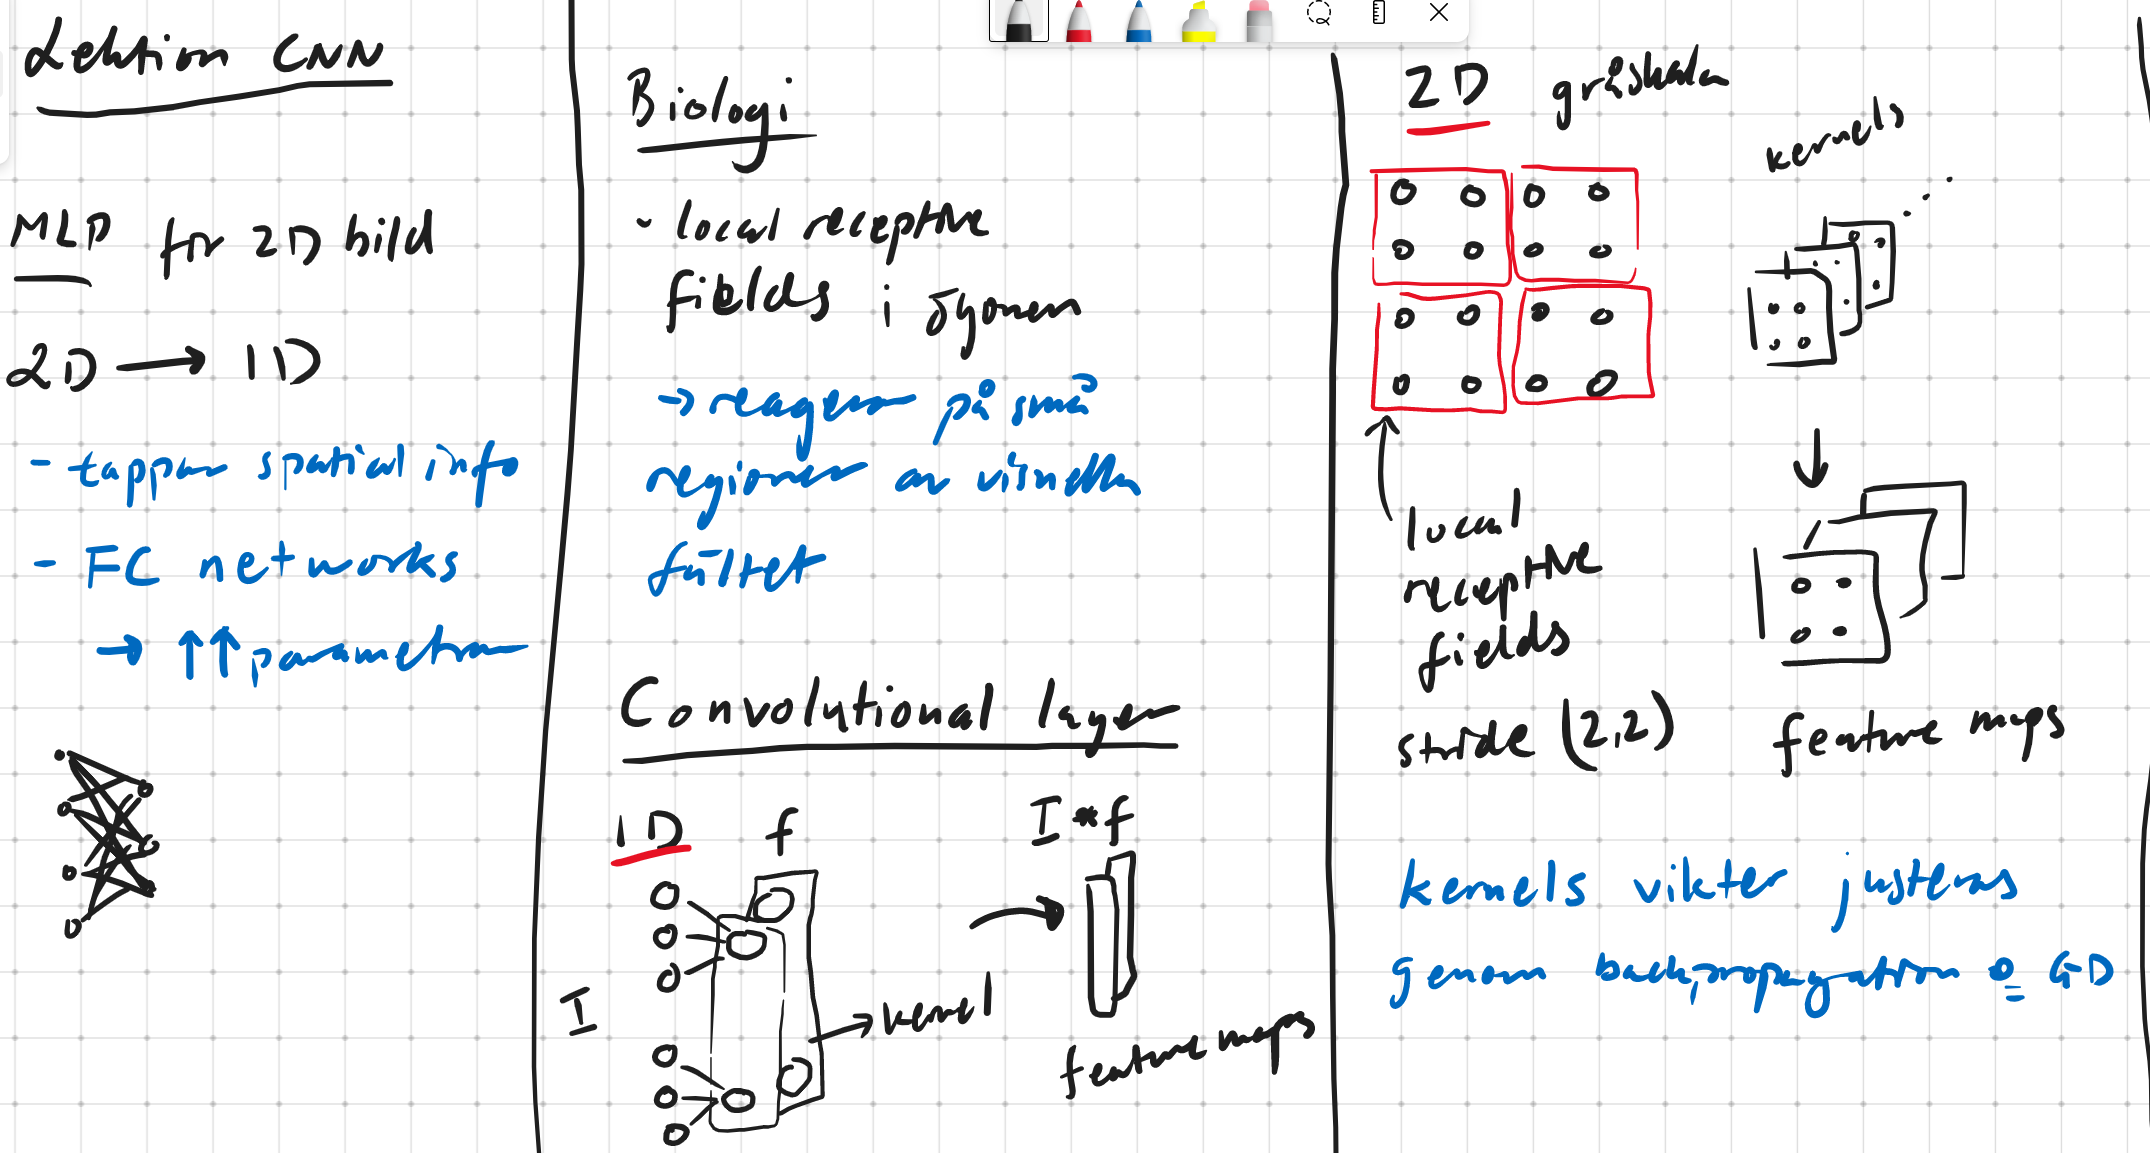 Lektion CNN
MLP för 2D bild
2D → 1D
- tappar spatial info
- FC networks
→ ↑↑ parametrar
Biologi
- local receptive
fields i ögonen
→ reagerar på små
regioner av visuella
fältet
Convolutional layer
1D f I * f
I
→ kernel
feature maps
2D gråskala
kernels
local
receptive
fields
stride (2,2)
feature maps
kernels vikter justeras
genom backpropagation o GD